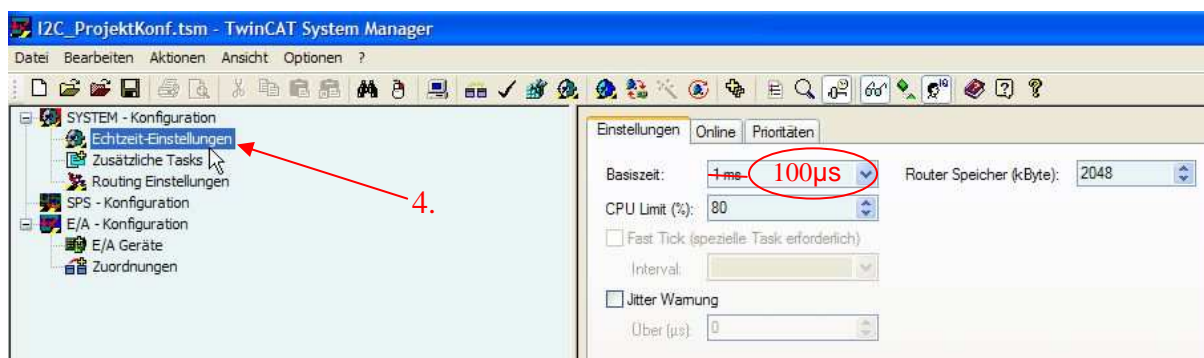 I2C_ProjektKonf.tsm - TwinCAT System Manager
Datei Bearbeiten Aktionen Ansicht Optionen ?
SYSTEM - Konfiguration
Echtzeit-Einstellungen
Zusätzliche Tasks
Routing Einstellungen
SPS - Konfiguration
E/A - Konfiguration
E/A Geräte
Zuordnungen
4.
Einstellungen Online Prioritäten
Basiszeit: 1 ms 100µs Router Speicher (kByte): 2048
CPU Limit (%): 80
Fast Tick (spezielle Task erforderlich)
Interval:
Jitter Warnung
Über (µs): 0